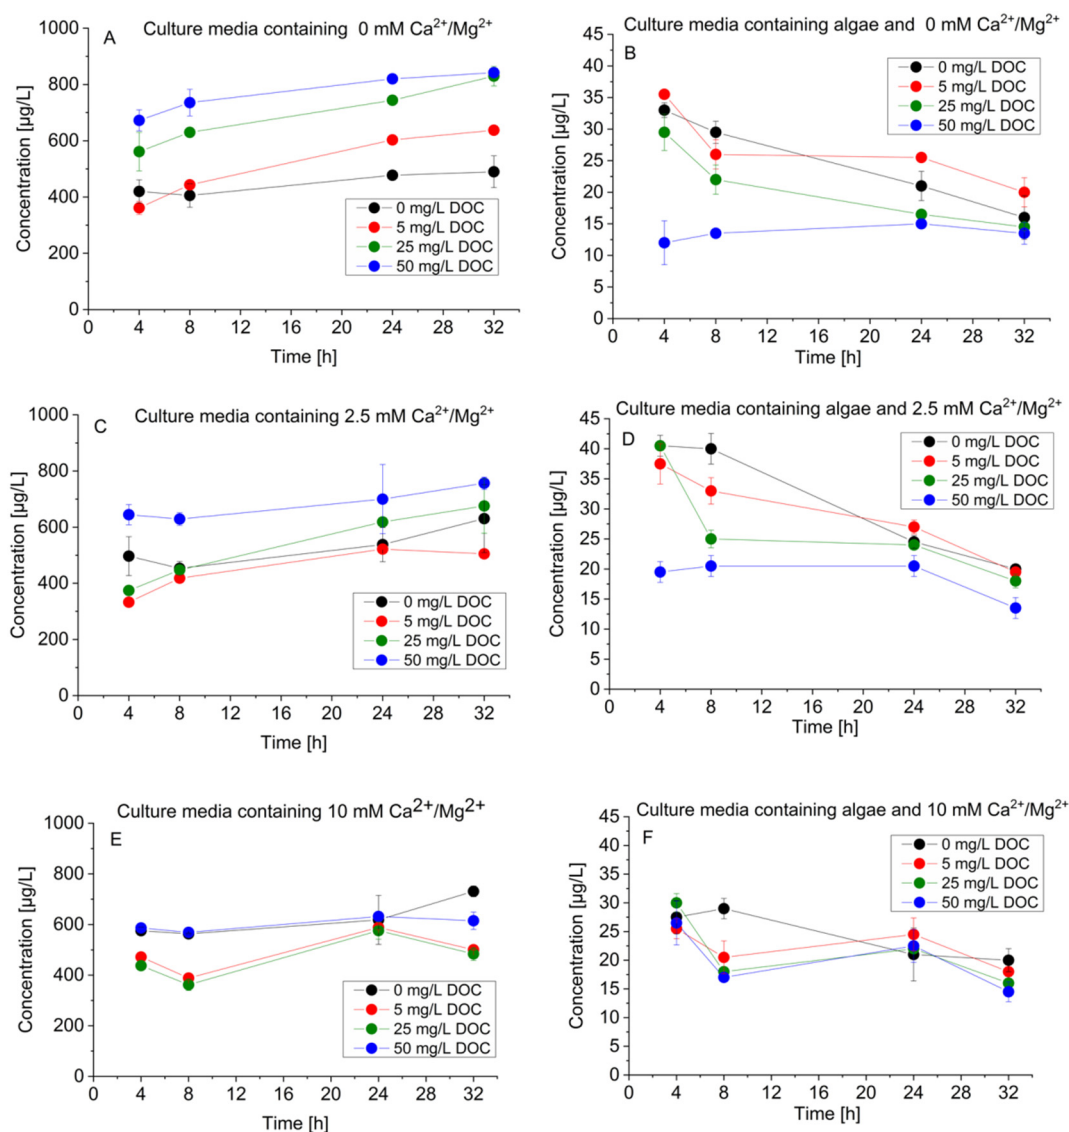 A
Culture media containing 0 mM Ca²⁺/Mg²⁺
1000
800
600
400
200
0
Concentration [µg/L]
0 mg/L DOC
5 mg/L DOC
25 mg/L DOC
50 mg/L DOC
0 4 8 12 16 20 24 28 32
Time [h]
Culture media containing algae and 0 mM Ca²⁺/Mg²⁺
B
45
40
35
30
25
20
15
10
5
0
Concentration [µg/L]
0 mg/L DOC
5 mg/L DOC
25 mg/L DOC
50 mg/L DOC
0 4 8 12 16 20 24 28 32
Time [h]
C
Culture media containing 2.5 mM Ca²⁺/Mg²⁺
1000
800
600
400
200
0
Concentration [µg/L]
0 mg/L DOC
5 mg/L DOC
25 mg/L DOC
50 mg/L DOC
0 4 8 12 16 20 24 28 32
Time [h]
Culture media containing algae and 2.5 mM Ca²⁺/Mg²⁺
D
45
40
35
30
25
20
15
10
5
0
Concentration [µg/L]
0 mg/L DOC
5 mg/L DOC
25 mg/L DOC
50 mg/L DOC
0 4 8 12 16 20 24 28 32
Time [h]
Culture media containing 10 mM Ca²⁺/Mg²⁺
E
1000
800
600
400
200
0
Concentration [µg/L]
0 mg/L DOC
5 mg/L DOC
25 mg/L DOC
50 mg/L DOC
0 4 8 12 16 20 24 28 32
Time [h]
Culture media containing algae and 10 mM Ca²⁺/Mg²⁺
F
45
40
35
30
25
20
15
10
5
0
Concentration [µg/L]
0 mg/L DOC
5 mg/L DOC
25 mg/L DOC
50 mg/L DOC
0 4 8 12 16 20 24 28 32
Time [h]